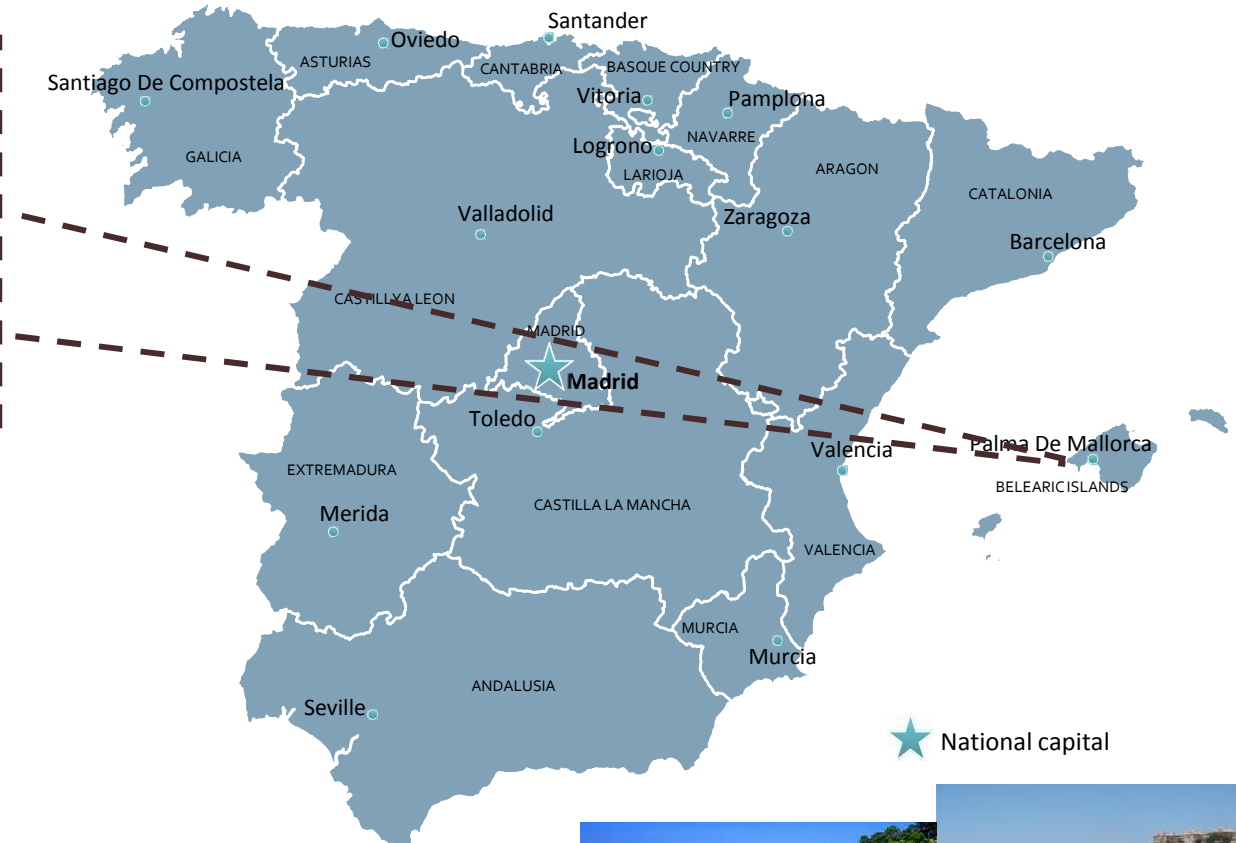 Santander
Oviedo
ASTURIAS
CANTABRIA
BASQUE COUNTRY
Santiago De Compostela
Vitoria
Pamplona
NAVARRE
Logrono
GALICIA
LARIOJA
ARAGON
CATALONIA
Valladolid
Zaragoza
Barcelona
CASTILLYA LEON
MADRID
Madrid
Toledo
Valencia
Palma De Mallorca
EXTREMADURA
BELEARIC ISLANDS
CASTILLA LA MANCHA
Merida
VALENCIA
MURCIA
Murcia
ANDALUSIA
Seville
National capital